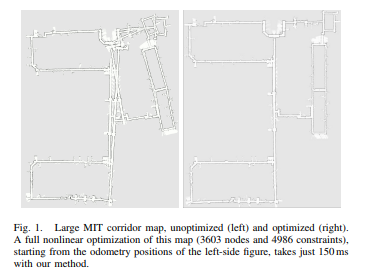 Fig. 1. Large MIT corridor map, unoptimized (left) and optimized (right).
A full nonlinear optimization of this map (3603 nodes and 4986 constraints),
starting from the odometry positions of the left-side figure, takes just 150 ms
with our method.